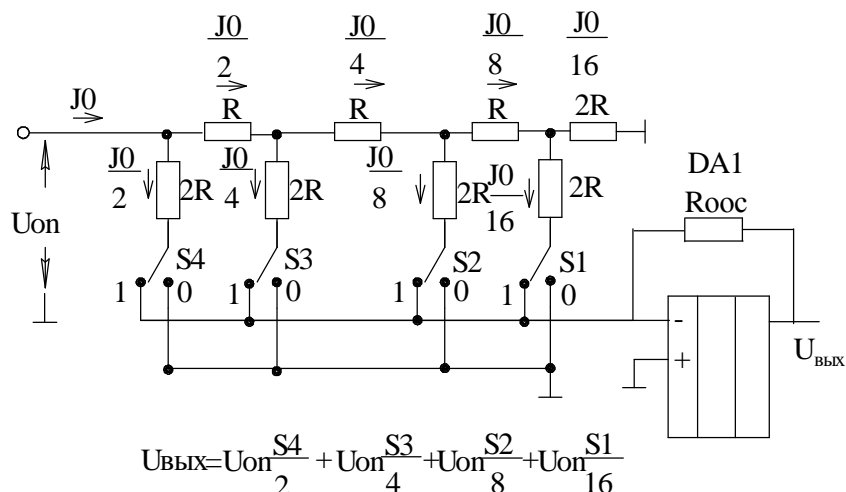 J0/2 J0/4 J0/8 J0/16
J0 R R R 2R
J0/2 2R J0/4 2R J0/8 2R J0/16 2R
DA1
Rooc
Uon
S4 S3 S2 S1
1 0 1 0 1 0 1 0
-
+
Uвых
Uвых=Uon S4/2 +Uon S3/4 +Uon S2/8 +Uon S1/16